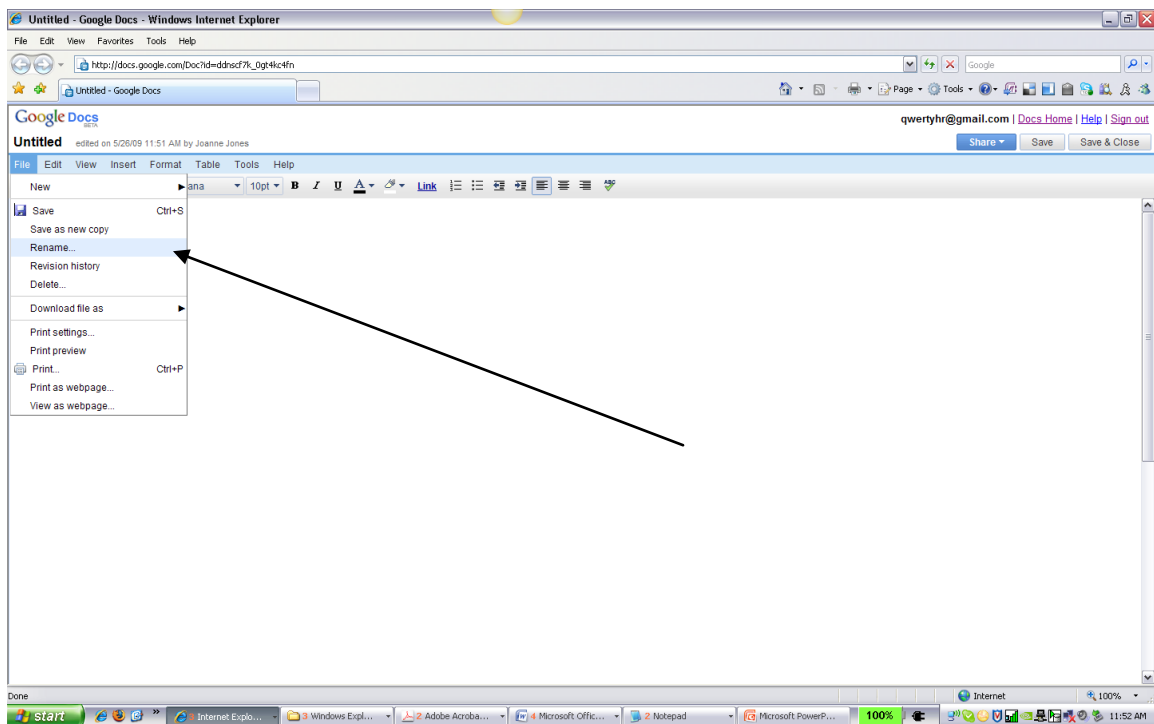 Untitled - Google Docs - Windows Internet Explorer
File Edit View Favorites Tools Help
http://docs.google.com/Doc?id=ddnscf7k_0gt4kc4fn Google
Untitled - Google Docs Page Tools
Google Docs BETA qwertyhr@gmail.com | Docs Home | Help | Sign out
Untitled edited on 5/26/09 11:51 AM by Joanne Jones Share Save Save & Close
File Edit View Insert Format Table Tools Help
New ana 10pt B I U A Link ABC
Save Ctrl+S
Save as new copy
Rename...
Revision history
Delete...
Download file as
Print settings...
Print preview
Print... Ctrl+P
Print as webpage...
View as webpage...
Done Internet 100%
start 9 Internet Explo... 3 Windows Expl... 2 Adobe Acroba... 4 Microsoft Offic... 2 Notepad Microsoft PowerP... 100% 11:52 AM